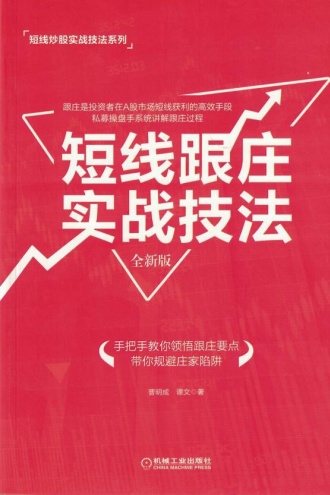 短线炒股实战技法系列
跟庄是投资者在A股市场短线获利的高效手段
私募操盘手系统讲解跟庄过程
短线跟庄
实战技法
全新版
手把手教你领悟跟庄要点
带你规避庄家陷阱
曹明成 谭文◎著
机械工业出版社
CHINA MACHINE PRESS